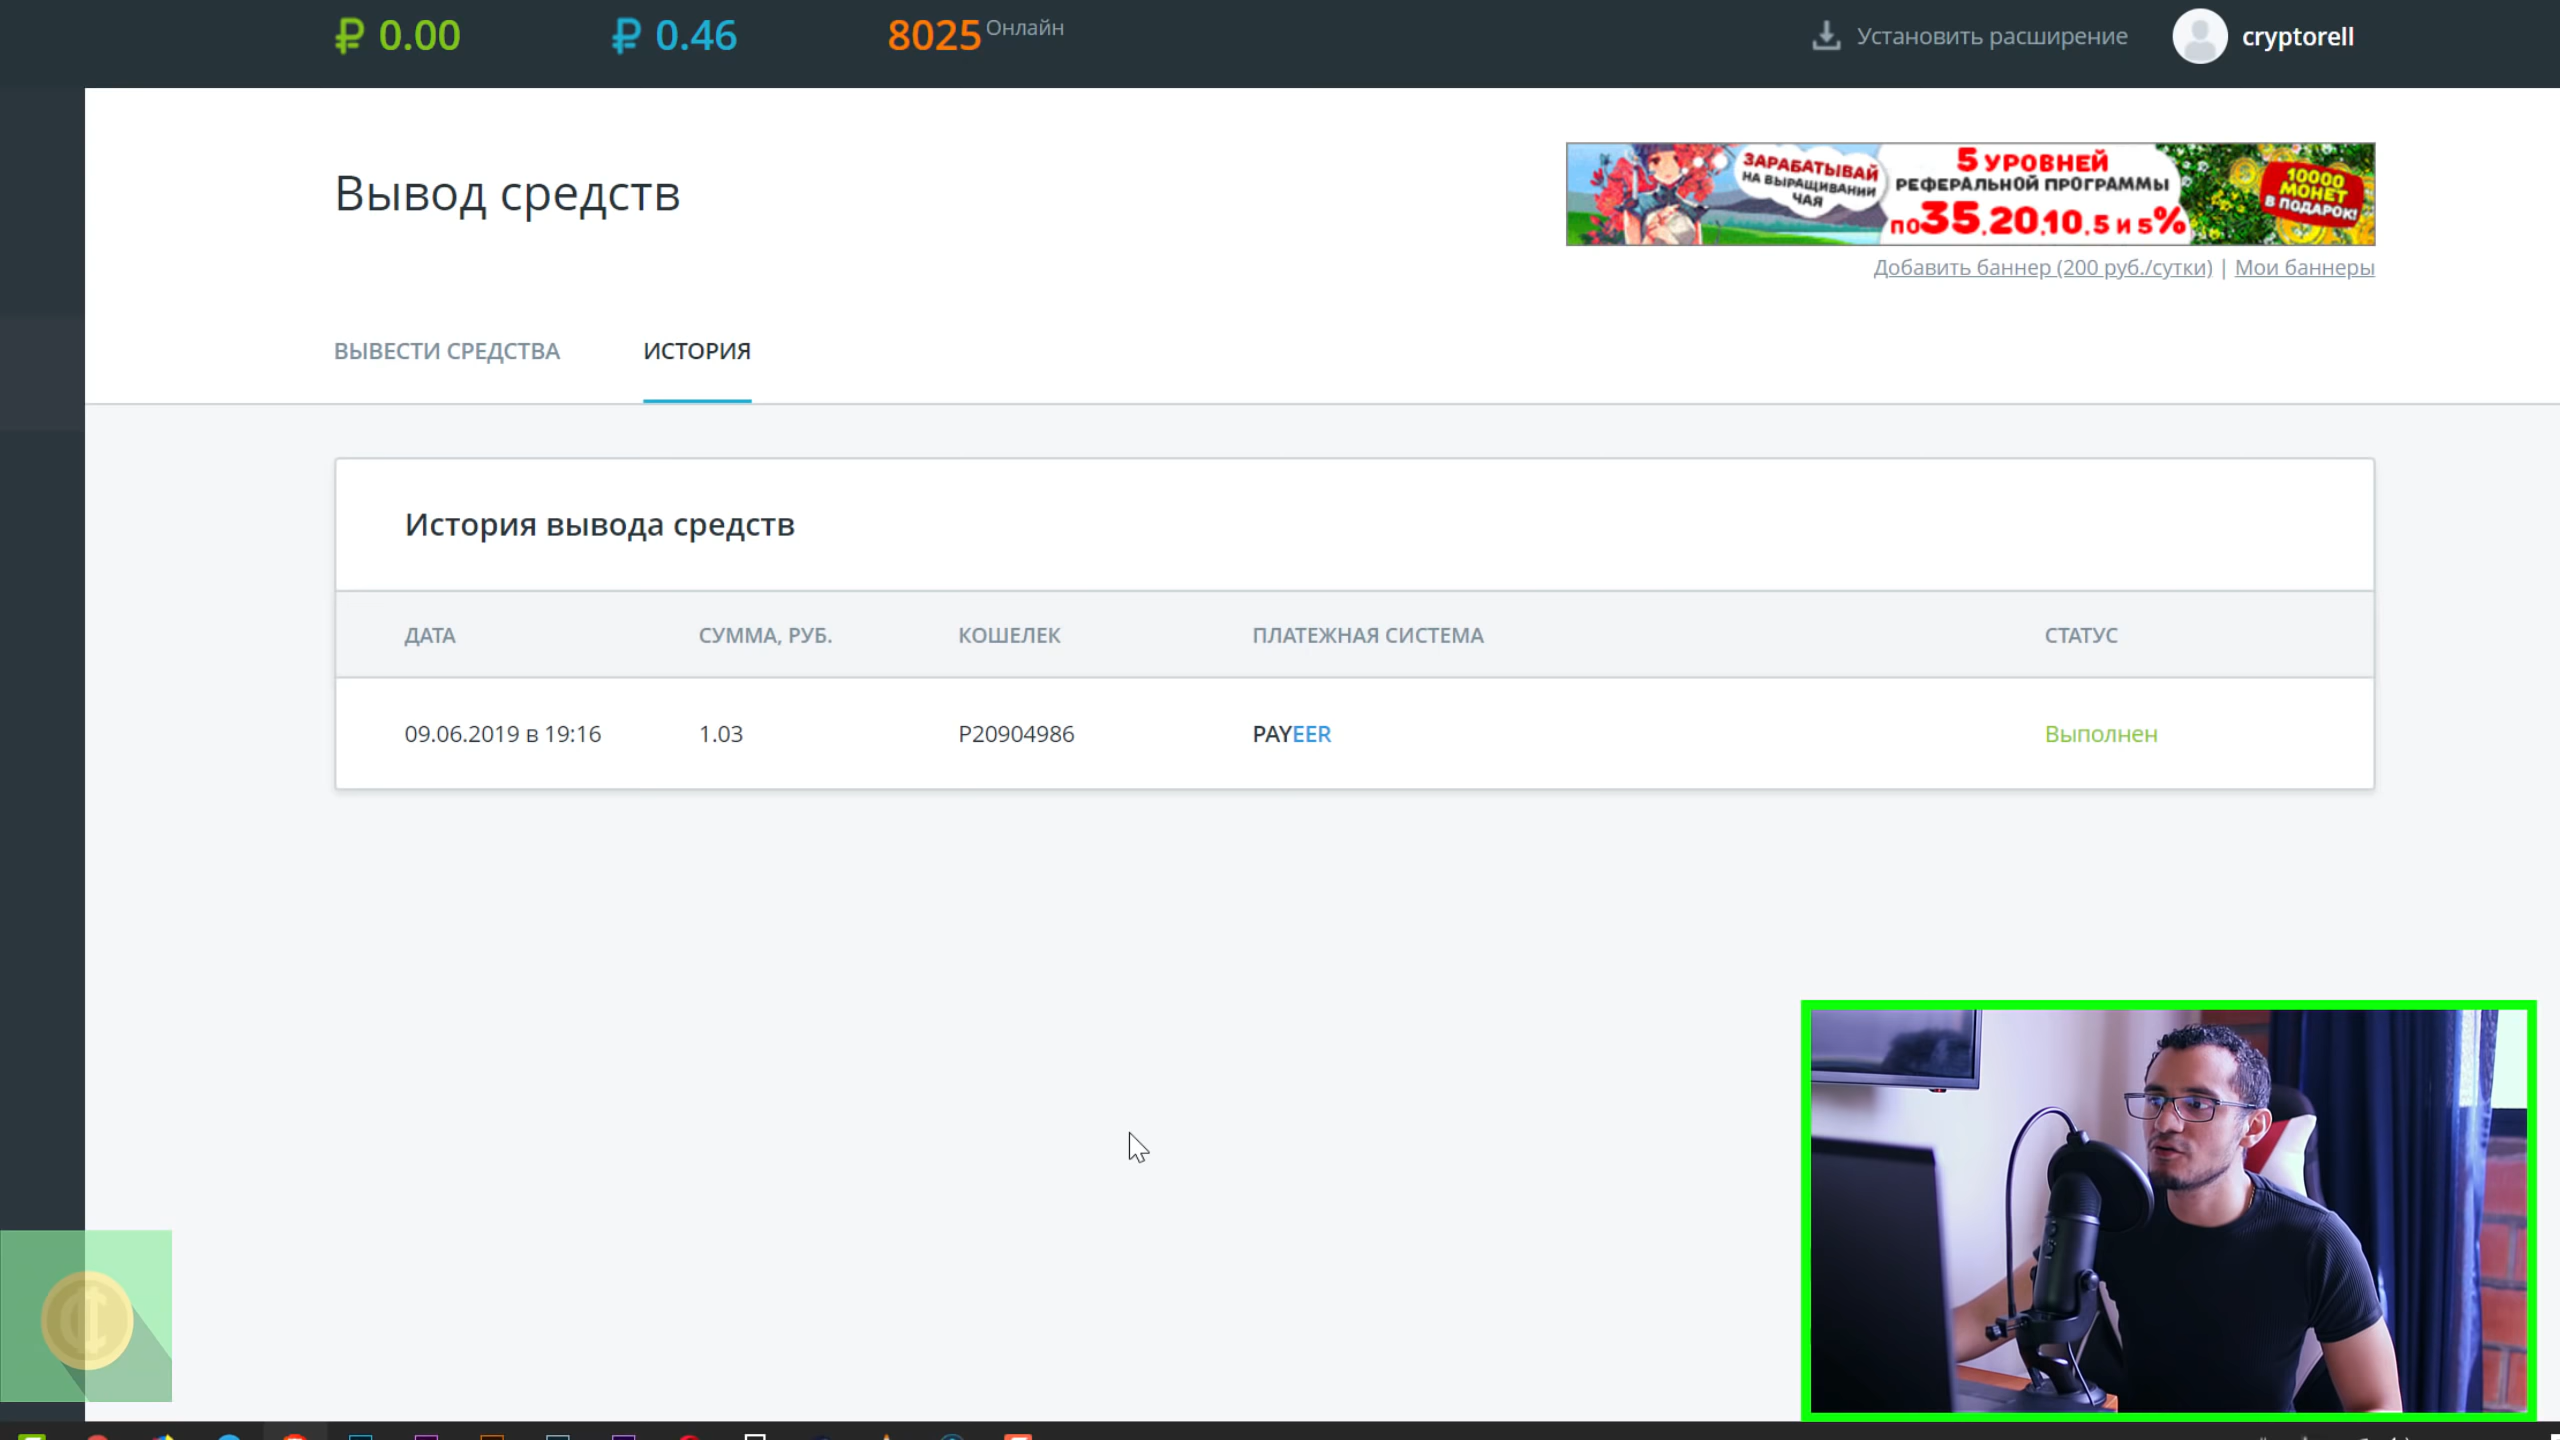 ₽ 0.00
₽ 0.46
8025 Онлайн
Установить расширение
cryptorell
Вывод средств
ЗАРАБАТЫВАЙ
НА ВЫРАЩИВАНИИ
ЧАЯ
5 УРОВНЕЙ
РЕФЕРАЛЬНОЙ ПРОГРАММЫ
ПО 35,20,10,5 И 5%
10000
МОНЕТ
В ПОДАРОК!
Добавить баннер (200 руб./сутки) | Мои баннеры
ВЫВЕСТИ СРЕДСТВА
ИСТОРИЯ
История вывода средств
ДАТА
СУММА, РУБ.
КОШЕЛЕК
ПЛАТЕЖНАЯ СИСТЕМА
СТАТУС
09.06.2019 в 19:16
1.03
P20904986
PAYEER
Выполнен